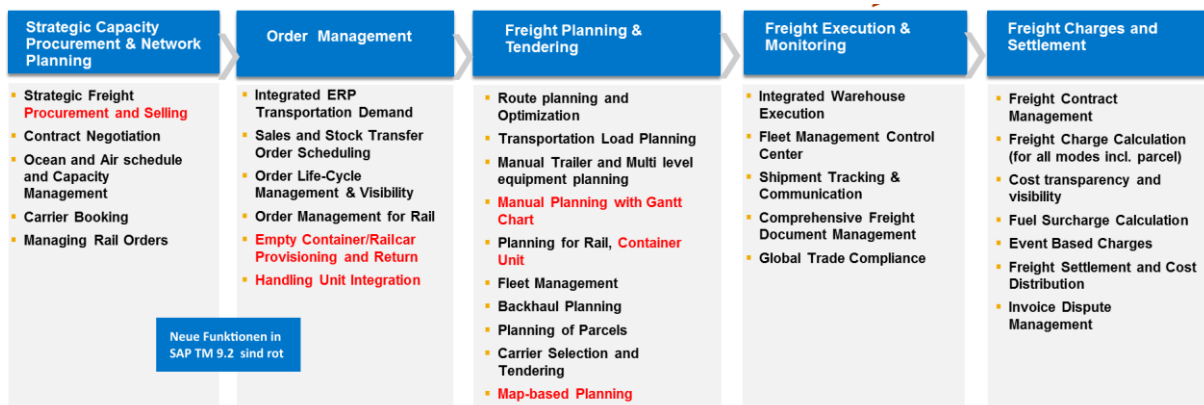 Strategic Capacity
Procurement & Network
Planning
Strategic Freight
Procurement and Selling
Contract Negotiation
Ocean and Air schedule
and Capacity
Management
Carrier Booking
Managing Rail Orders
Order Management
Integrated ERP
Transportation Demand
Sales and Stock Transfer
Order Scheduling
Order Life-Cycle
Management & Visibility
Order Management for Rail
Empty Container/Railcar
Provisioning and Return
Handling Unit Integration
Neue Funktionen in
SAP TM 9.2 sind rot
Freight Planning &
Tendering
Route planning and
Optimization
Transportation Load Planning
Manual Trailer and Multi level
equipment planning
Manual Planning with Gantt
Chart
Planning for Rail, Container
Unit
Fleet Management
Backhaul Planning
Planning of Parcels
Carrier Selection and
Tendering
Map-based Planning
Freight Execution &
Monitoring
Integrated Warehouse
Execution
Fleet Management Control
Center
Shipment Tracking &
Communication
Comprehensive Freight
Document Management
Global Trade Compliance
Freight Charges and
Settlement
Freight Contract
Management
Freight Charge Calculation
(for all modes incl. parcel)
Cost transparency and
visibility
Fuel Surcharge Calculation
Event Based Charges
Freight Settlement and Cost
Distribution
Invoice Dispute
Management